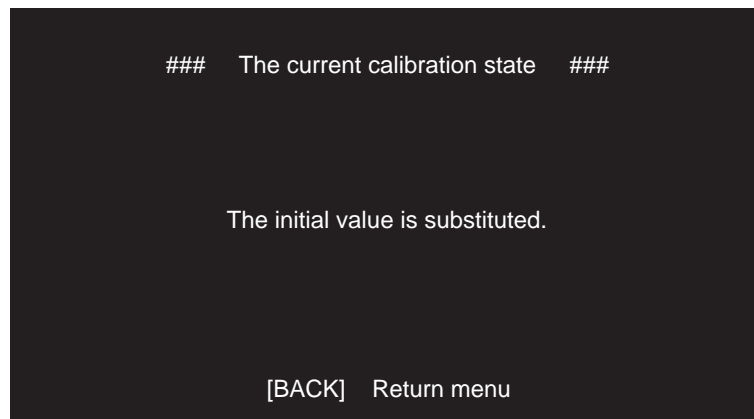 ### The current calibration state ###
The initial value is substituted.
[BACK] Return menu